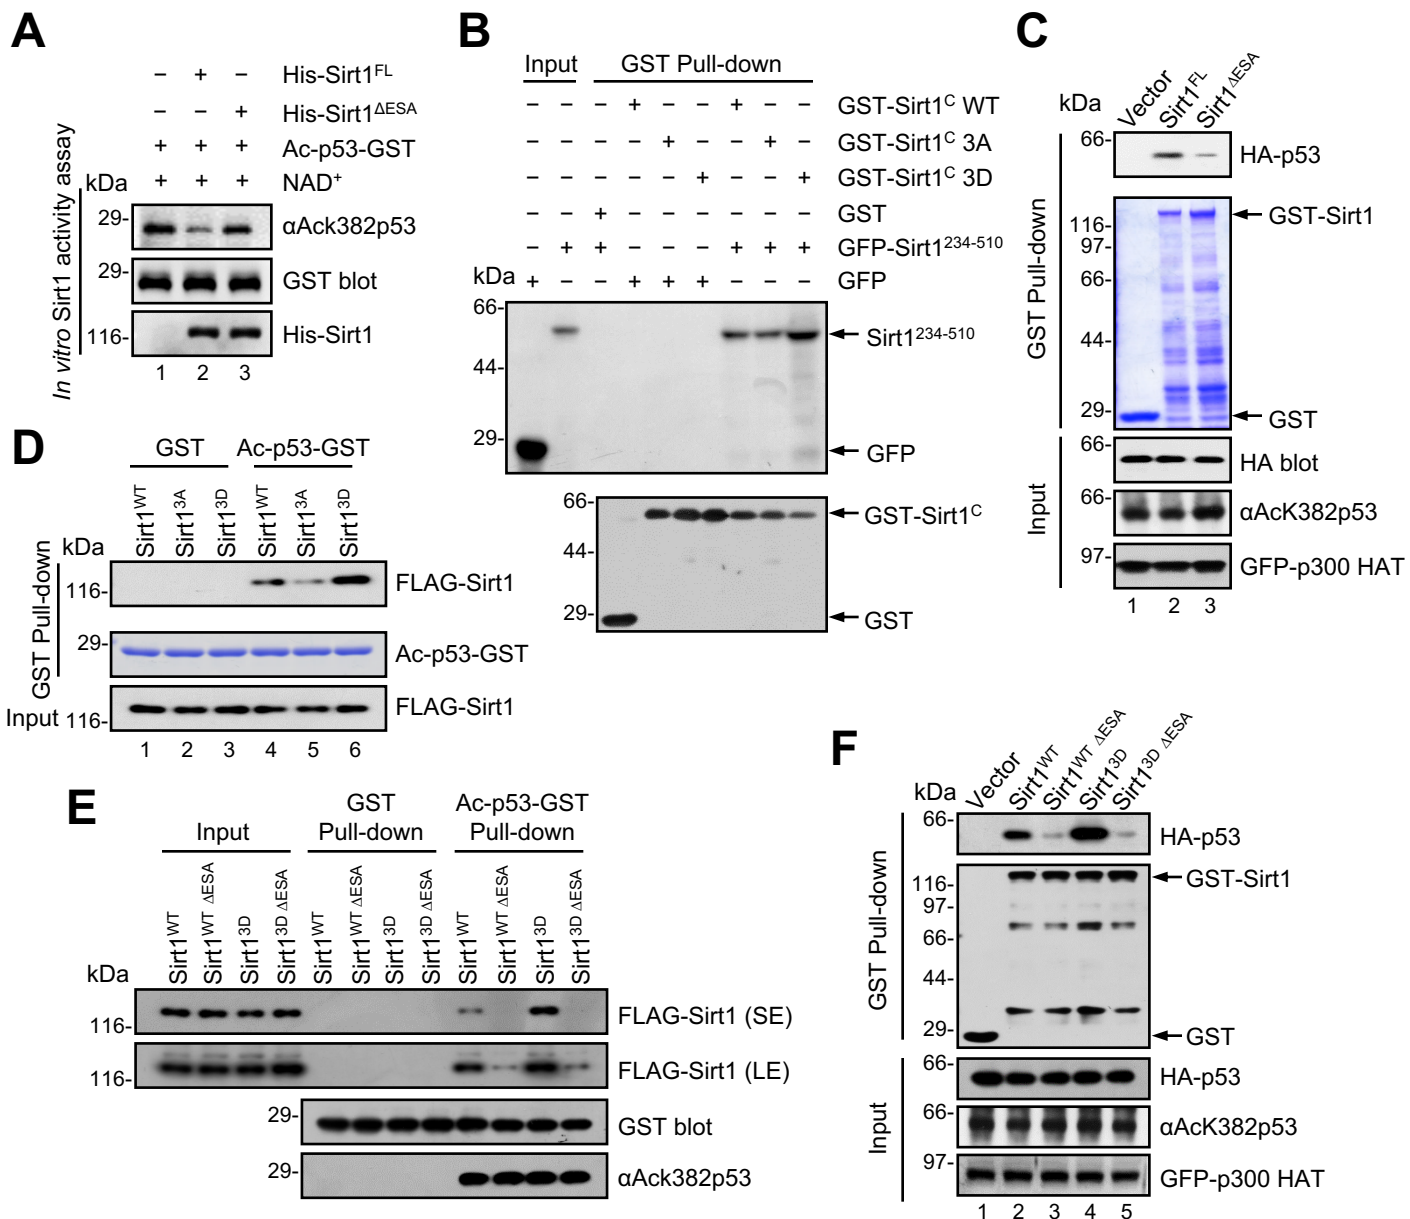 A
− + − His-Sirt1FL
− − + His-Sirt1ΔESA
+ + + Ac-p53-GST
kDa + + + NAD+
In vitro Sirt1 activity assay
29- αAck382p53
29- GST blot
116- His-Sirt1
1 2 3
B
Input GST Pull-down
− − − + − − + − − GST-Sirt1C WT
− − − − + − − + − GST-Sirt1C 3A
− − − − − + − − + GST-Sirt1C 3D
− − + − − − − − − GST
− + + − − − + + + GFP-Sirt1234-510
kDa + − − + + + − − − GFP
66-
Sirt1234-510
44-
29-
GFP
66-
GST-Sirt1C
44-
29-
GST
C
kDa Vector Sirt1FL Sirt1ΔESA
GST Pull-down
66- HA-p53
116- GST-Sirt1
97-
66-
44-
29- GST
Input
66- HA blot
66- αAcK382p53
97- GFP-p300 HAT
1 2 3
D
GST Ac-p53-GST
kDa Sirt1WT Sirt13A Sirt13D Sirt1WT Sirt13A Sirt13D
GST Pull-down
116- FLAG-Sirt1
29- Ac-p53-GST
Input 116- FLAG-Sirt1
1 2 3 4 5 6
E
Input GST Pull-down Ac-p53-GST Pull-down
kDa Sirt1WT Sirt1WT ΔESA Sirt13D Sirt13D ΔESA Sirt1WT Sirt1WT ΔESA Sirt13D Sirt13D ΔESA Sirt1WT Sirt1WT ΔESA Sirt13D Sirt13D ΔESA
116- FLAG-Sirt1 (SE)
116- FLAG-Sirt1 (LE)
29- GST blot
29- αAck382p53
F
kDa Vector Sirt1WT Sirt1WT ΔESA Sirt13D Sirt13D ΔESA
GST Pull-down
66- HA-p53
116- GST-Sirt1
97-
66-
44-
29- GST
Input
66- HA-p53
66- αAcK382p53
97- GFP-p300 HAT
1 2 3 4 5